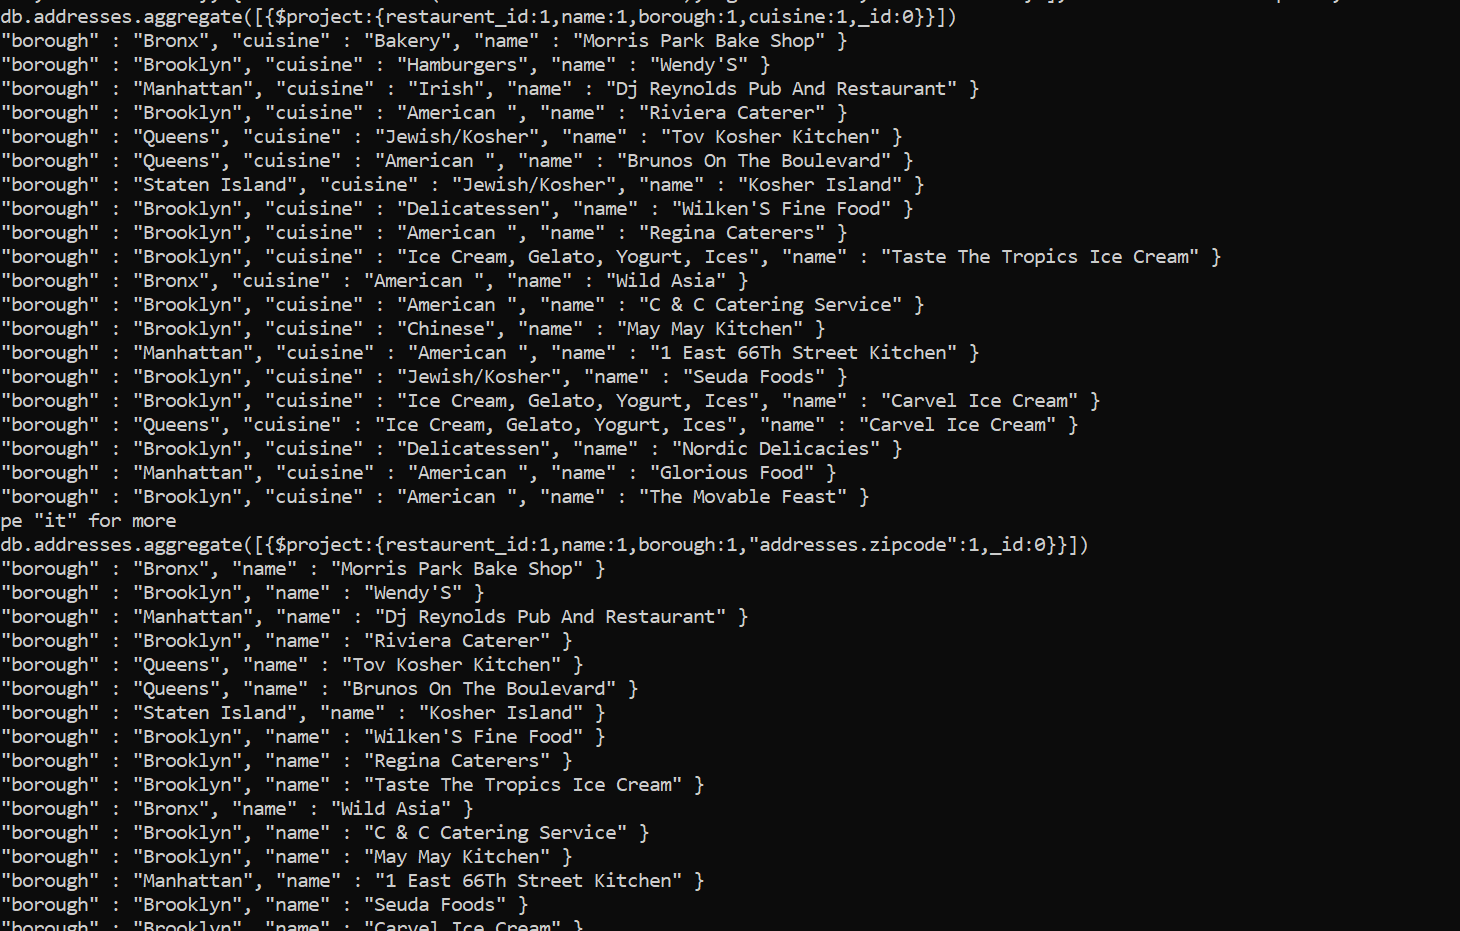 db.addresses.aggregate([{$project:{restaurent_id:1,name:1,borough:1,cuisine:1,_id:0}}])
"borough" : "Bronx", "cuisine" : "Bakery", "name" : "Morris Park Bake Shop" }
"borough" : "Brooklyn", "cuisine" : "Hamburgers", "name" : "Wendy'S" }
"borough" : "Manhattan", "cuisine" : "Irish", "name" : "Dj Reynolds Pub And Restaurant" }
"borough" : "Brooklyn", "cuisine" : "American ", "name" : "Riviera Caterer" }
"borough" : "Queens", "cuisine" : "Jewish/Kosher", "name" : "Tov Kosher Kitchen" }
"borough" : "Queens", "cuisine" : "American ", "name" : "Brunos On The Boulevard" }
"borough" : "Staten Island", "cuisine" : "Jewish/Kosher", "name" : "Kosher Island" }
"borough" : "Brooklyn", "cuisine" : "Delicatessen", "name" : "Wilken'S Fine Food" }
"borough" : "Brooklyn", "cuisine" : "American ", "name" : "Regina Caterers" }
"borough" : "Brooklyn", "cuisine" : "Ice Cream, Gelato, Yogurt, Ices", "name" : "Taste The Tropics Ice Cream" }
"borough" : "Bronx", "cuisine" : "American ", "name" : "Wild Asia" }
"borough" : "Brooklyn", "cuisine" : "American ", "name" : "C & C Catering Service" }
"borough" : "Brooklyn", "cuisine" : "Chinese", "name" : "May May Kitchen" }
"borough" : "Manhattan", "cuisine" : "American ", "name" : "1 East 66Th Street Kitchen" }
"borough" : "Brooklyn", "cuisine" : "Jewish/Kosher", "name" : "Seuda Foods" }
"borough" : "Brooklyn", "cuisine" : "Ice Cream, Gelato, Yogurt, Ices", "name" : "Carvel Ice Cream" }
"borough" : "Queens", "cuisine" : "Ice Cream, Gelato, Yogurt, Ices", "name" : "Carvel Ice Cream" }
"borough" : "Brooklyn", "cuisine" : "Delicatessen", "name" : "Nordic Delicacies" }
"borough" : "Manhattan", "cuisine" : "American ", "name" : "Glorious Food" }
"borough" : "Brooklyn", "cuisine" : "American ", "name" : "The Movable Feast" }
pe "it" for more
db.addresses.aggregate([{$project:{restaurent_id:1,name:1,borough:1,"addresses.zipcode":1,_id:0}}])
"borough" : "Bronx", "name" : "Morris Park Bake Shop" }
"borough" : "Brooklyn", "name" : "Wendy'S" }
"borough" : "Manhattan", "name" : "Dj Reynolds Pub And Restaurant" }
"borough" : "Brooklyn", "name" : "Riviera Caterer" }
"borough" : "Queens", "name" : "Tov Kosher Kitchen" }
"borough" : "Queens", "name" : "Brunos On The Boulevard" }
"borough" : "Staten Island", "name" : "Kosher Island" }
"borough" : "Brooklyn", "name" : "Wilken'S Fine Food" }
"borough" : "Brooklyn", "name" : "Regina Caterers" }
"borough" : "Brooklyn", "name" : "Taste The Tropics Ice Cream" }
"borough" : "Bronx", "name" : "Wild Asia" }
"borough" : "Brooklyn", "name" : "C & C Catering Service" }
"borough" : "Brooklyn", "name" : "May May Kitchen" }
"borough" : "Manhattan", "name" : "1 East 66Th Street Kitchen" }
"borough" : "Brooklyn", "name" : "Seuda Foods" }
"borough" : "Brooklyn", "name" : "Carvel Ice Cream" }